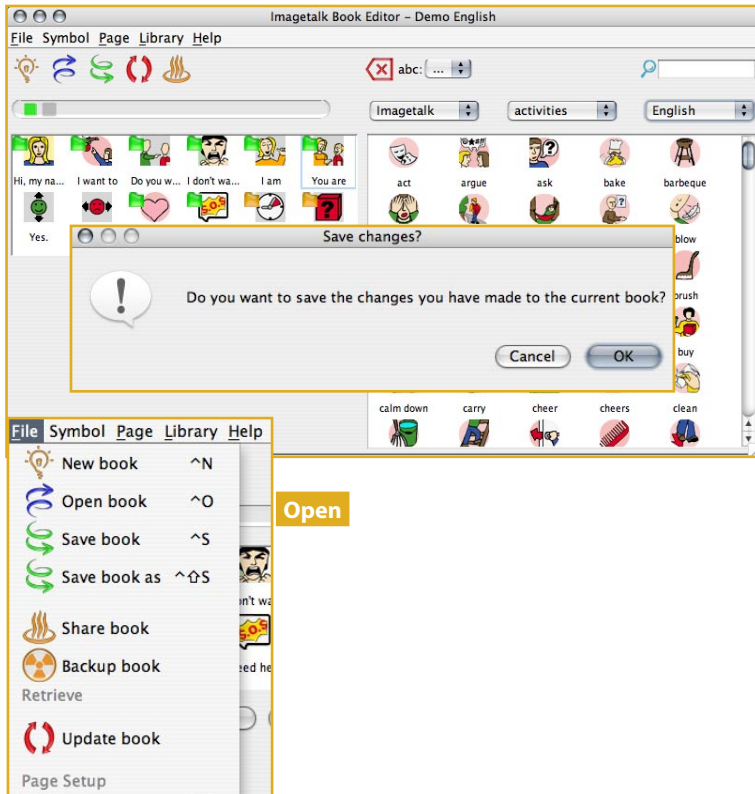 Imagetalk Book Editor – Demo English
File Symbol Page Library Help
abc: ...
Imagetalk activities English
Hi, my na... I want to Do you w... I don't wa... I am You are
act argue ask bake barbeque
Yes.
blow
Save changes?
Do you want to save the changes you have made to the current book?
brush
Cancel OK
buy
calm down carry cheer cheers clean
File Symbol Page Library Help
New book ^N
Open book ^O
Open
Save book ^S
Save book as ^⇧S
on't wa
Share book
S.O.S
Backup book
eed he
Retrieve
Update book
Page Setup